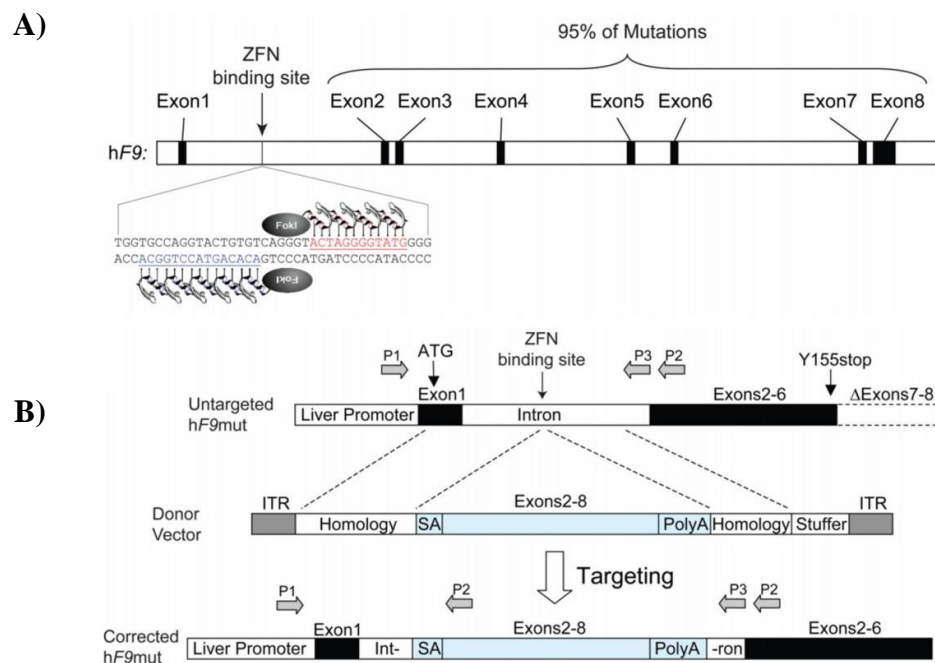 A)
95% of Mutations
ZFN
binding site
Exon1 Exon2 Exon3 Exon4 Exon5 Exon6 Exon7 Exon8
hF9:
FokI
TGGTGCCAGGTACTGTGTCAGGGTACTAGGGGTATGGGG
ACCACGGTCCATGACACAGTCCCATGATCCCCATACCCC
FokI
B)
ZFN
binding site
P1 ATG P3 P2 Y155stop
Exon1 Exons2-6 ΔExons7-8
Untargeted
hF9mut
Liver Promoter Intron
ITR Exons2-8 ITR
Donor
Vector
Homology SA PolyA Homology Stuffer
Targeting
P1 P2 P3 P2
Exon1 Exons2-8 Exons2-6
Corrected
hF9mut
Liver Promoter Int- SA PolyA -ron